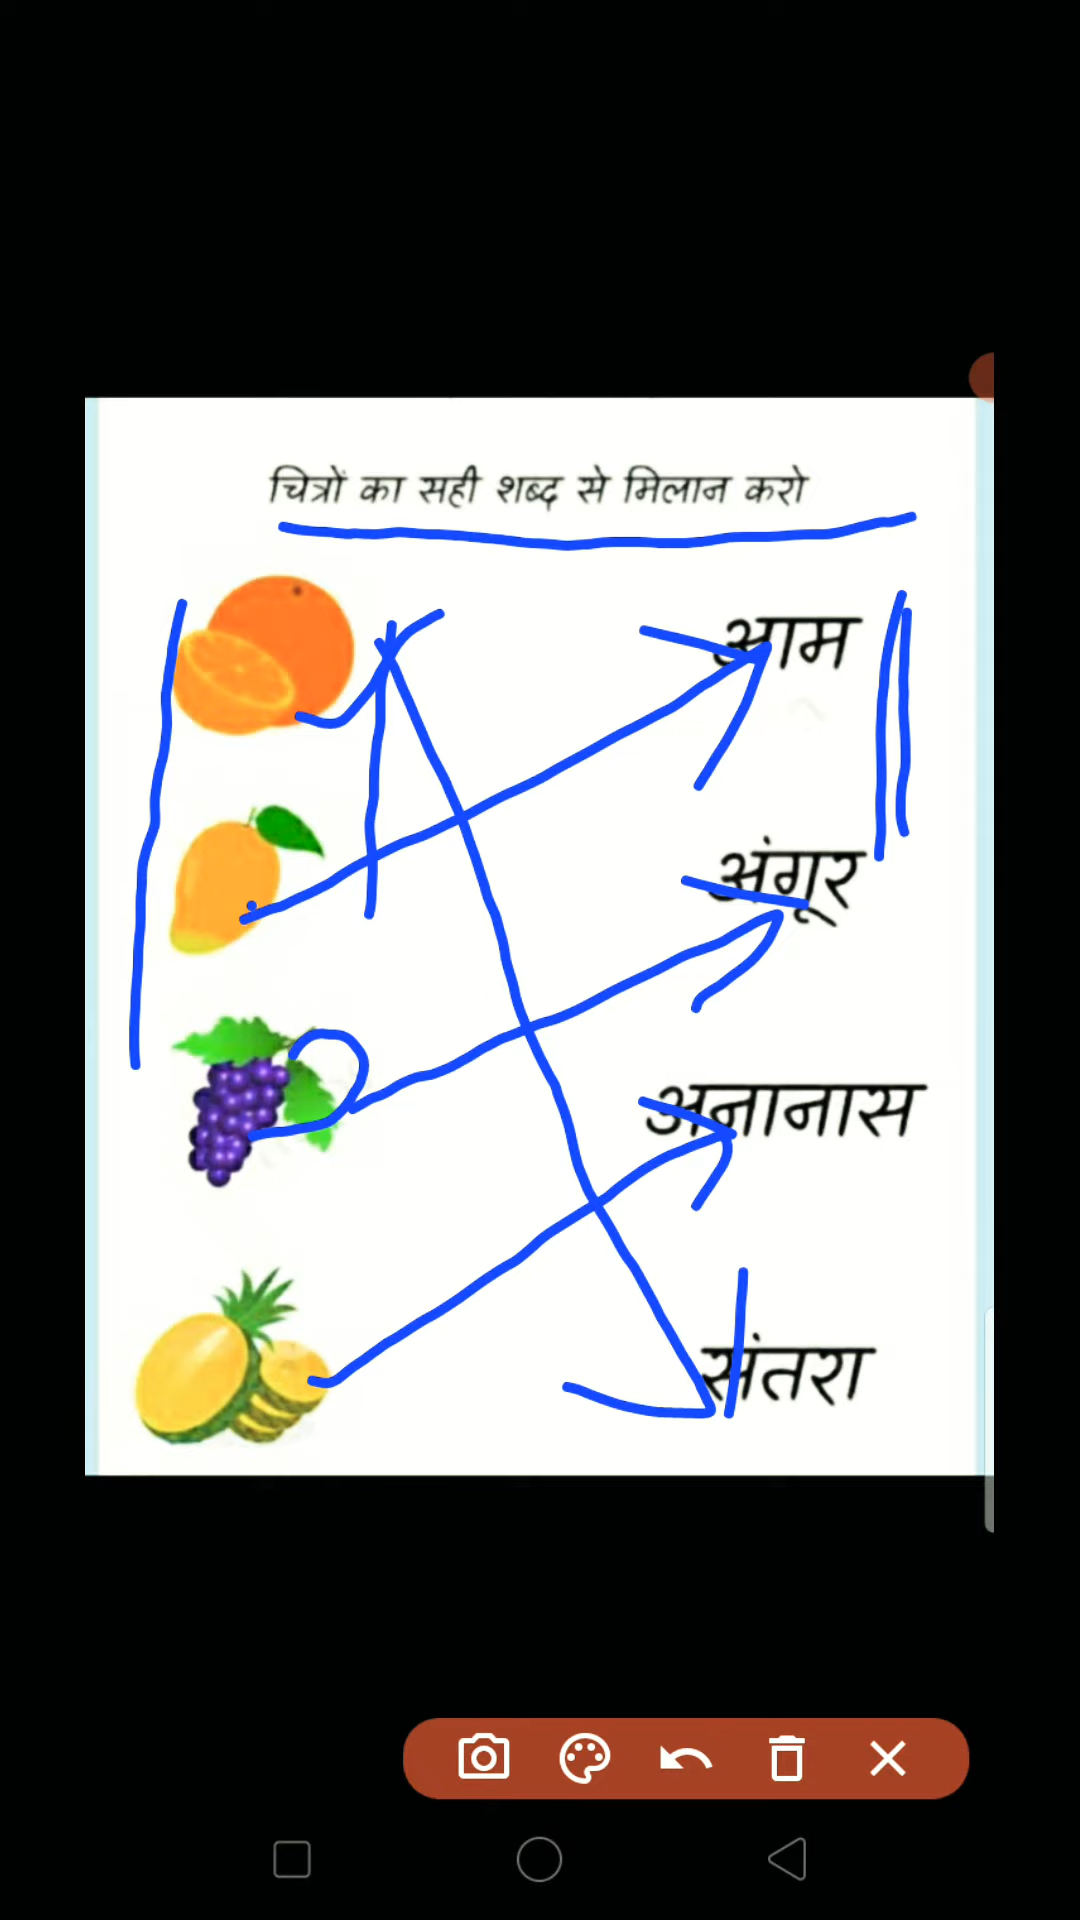 चित्रों का सही शब्द से मिलान करो
आम
अंगूर
अनानास
संतरा